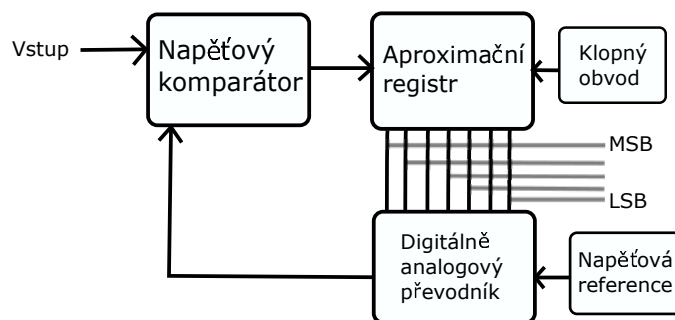 Vstup
Napěťový
komparátor
Aproximační
registr
Klopný
obvod
MSB
LSB
Digitálně
analogový
převodník
Napěťová
reference